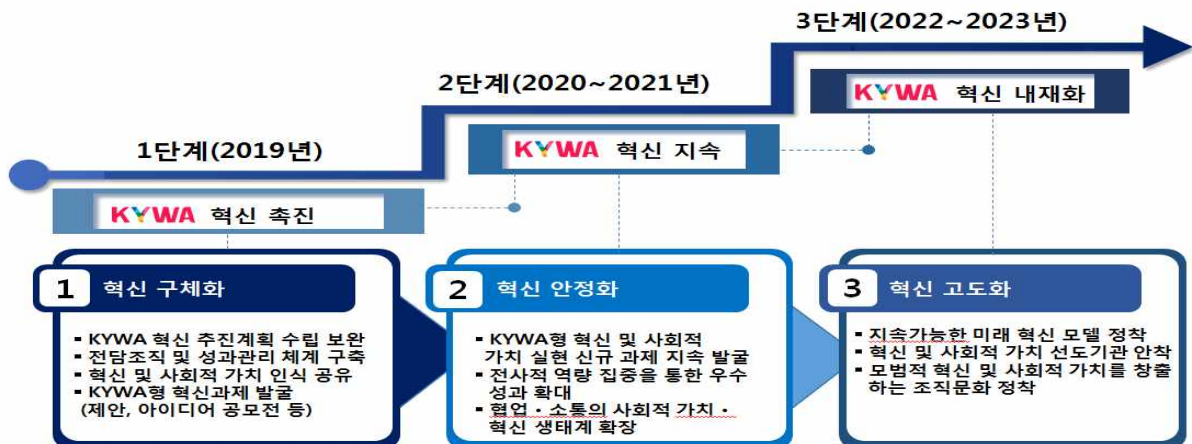 1단계(2019년)
KYWA 혁신 촉진
2단계(2020~2021년)
KYWA 혁신 지속
3단계(2022~2023년)
KYWA 혁신 내재화
1 혁신 구체화
▪ KYWA 혁신 추진계획 수립 보완
▪ 전담조직 및 성과관리 체계 구축
▪ 혁신 및 사회적 가치 인식 공유
▪ KYWA형 혁신과제 발굴
(제안, 아이디어 공모전 등)
2 혁신 안정화
▪ KYWA형 혁신 및 사회적
가치 실현 신규 과제 지속 발굴
▪ 전사적 역량 집중을 통한 우수
성과 확대
▪ 협업・소통의 사회적 가치・
혁신 생태계 확장
3 혁신 고도화
▪ 지속가능한 미래 혁신 모델 정착
▪ 혁신 및 사회적 가치 선도기관 안착
▪ 모범적 혁신 및 사회적 가치를 창출
하는 조직문화 정착